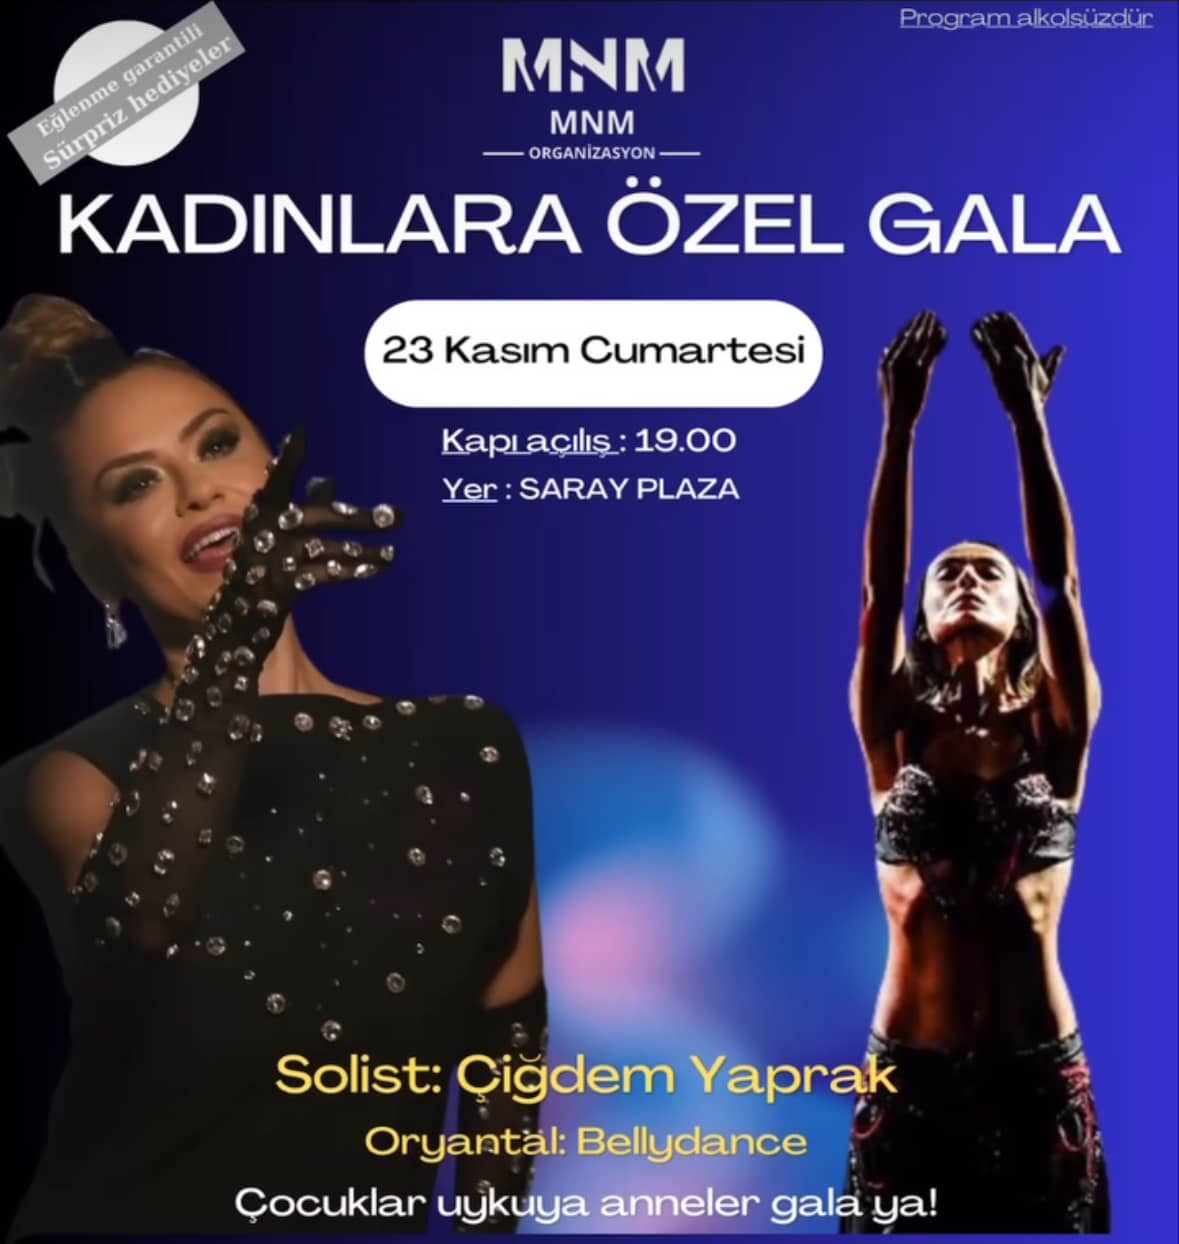 Program alkolsüzdür
Eğlenme garantili
Sürpriz hediyeler
MNM
MNM
ORGANİZASYON
KADINLARA ÖZEL GALA
23 Kasım Cumartesi
Kapı açılış : 19.00
Yer : SARAY PLAZA
Solist: Çiğdem Yaprak
Oryantal: Bellydance
Çocuklar uykuya anneler gala ya!